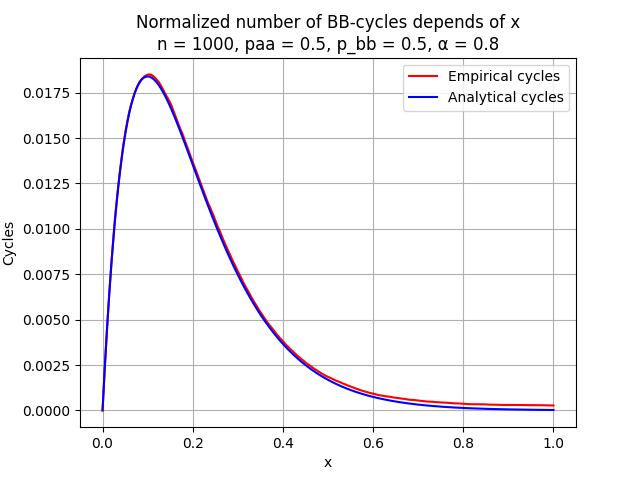 Normalized number of BB-cycles depends of x
n = 1000, paa = 0.5, p_bb = 0.5, α = 0.8
Empirical cycles
Analytical cycles
0.0175
0.0150
0.0125
0.0100
0.0075
0.0050
0.0025
0.0000
Cycles
0.0 0.2 0.4 0.6 0.8 1.0
x